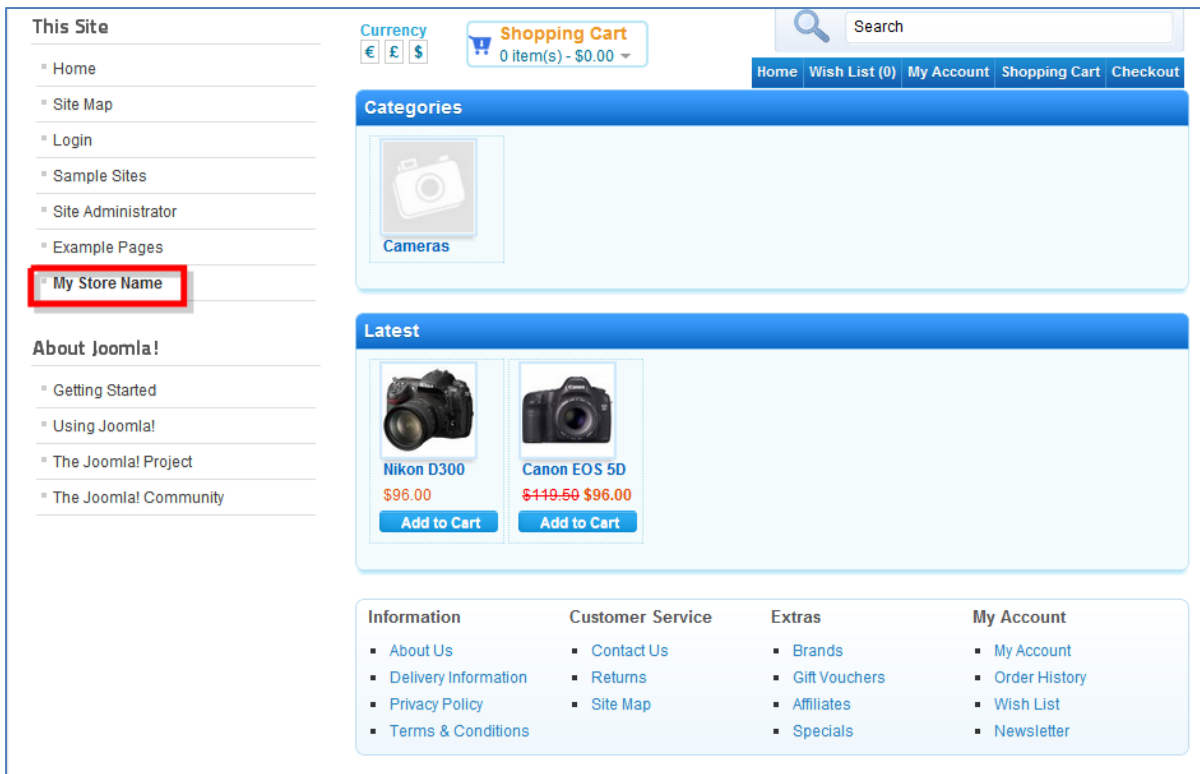 This Site
Home
Site Map
Login
Sample Sites
Site Administrator
Example Pages
My Store Name
About Joomla!
Getting Started
Using Joomla!
The Joomla! Project
The Joomla! Community
Currency
€ £ $
Shopping Cart
0 item(s) - $0.00
Search
Home Wish List (0) My Account Shopping Cart Checkout
Categories
Cameras
Latest
Nikon D300
$96.00
Add to Cart
Canon EOS 5D
$119.50 $96.00
Add to Cart
Information
About Us
Delivery Information
Privacy Policy
Terms & Conditions
Customer Service
Contact Us
Returns
Site Map
Extras
Brands
Gift Vouchers
Affiliates
Specials
My Account
My Account
Order History
Wish List
Newsletter